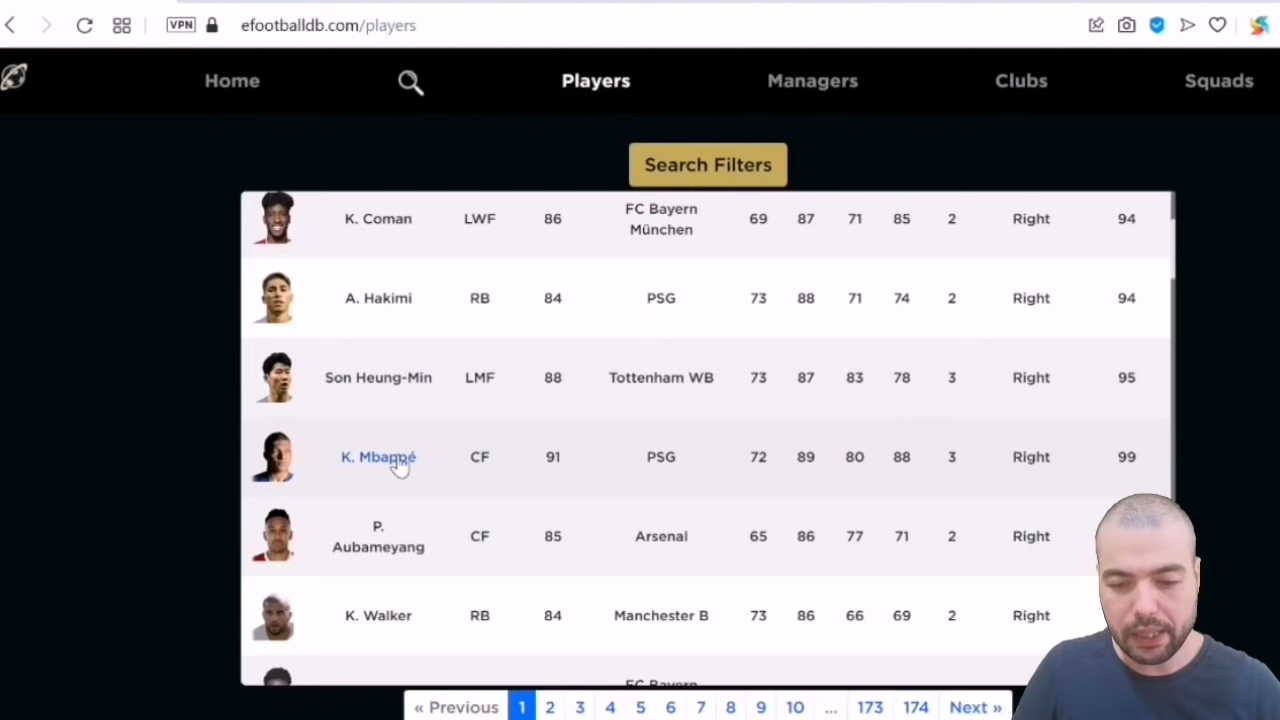 VPN efootballdb.com/players
Home Players Managers Clubs Squads
Search Filters
K. Coman LWF 86 FC Bayern München 69 87 71 85 2 Right 94
A. Hakimi RB 84 PSG 73 88 71 74 2 Right 94
Son Heung-Min LMF 88 Tottenham WB 73 87 83 78 3 Right 95
K. Mbappé CF 91 PSG 72 89 80 88 3 Right 99
P. Aubameyang CF 85 Arsenal 65 86 77 71 2 Right
K. Walker RB 84 Manchester B 73 86 66 69 2 Right
FC Bayern
« Previous 1 2 3 4 5 6 7 8 9 10 ... 173 174 Next »